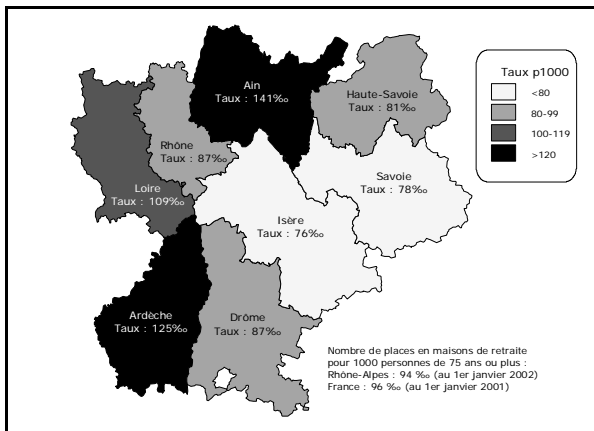 Taux p1000
<80
80-99
100-119
>120
Ain
Taux : 141‰
Haute-Savoie
Taux : 81‰
Rhône
Taux : 87‰
Savoie
Taux : 78‰
Loire
Taux : 109‰
Isère
Taux : 76‰
Ardèche
Taux : 125‰
Drôme
Taux : 87‰
Nombre de places en maisons de retraite
pour 1000 personnes de 75 ans ou plus :
Rhône-Alpes : 94 ‰ (au 1er janvier 2002)
France : 96 ‰ (au 1er janvier 2001)